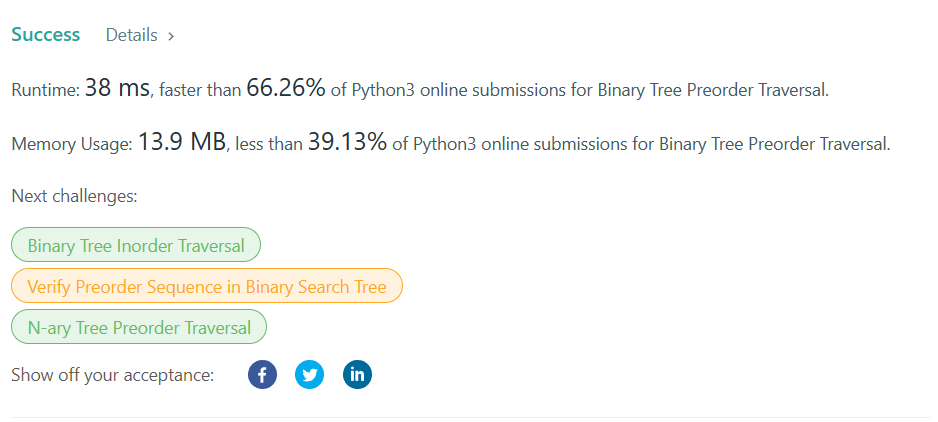 Success Details >
Runtime: 38 ms, faster than 66.26% of Python3 online submissions for Binary Tree Preorder Traversal.
Memory Usage: 13.9 MB, less than 39.13% of Python3 online submissions for Binary Tree Preorder Traversal.
Next challenges:
Binary Tree Inorder Traversal
Verify Preorder Sequence in Binary Search Tree
N-ary Tree Preorder Traversal
Show off your acceptance: f in